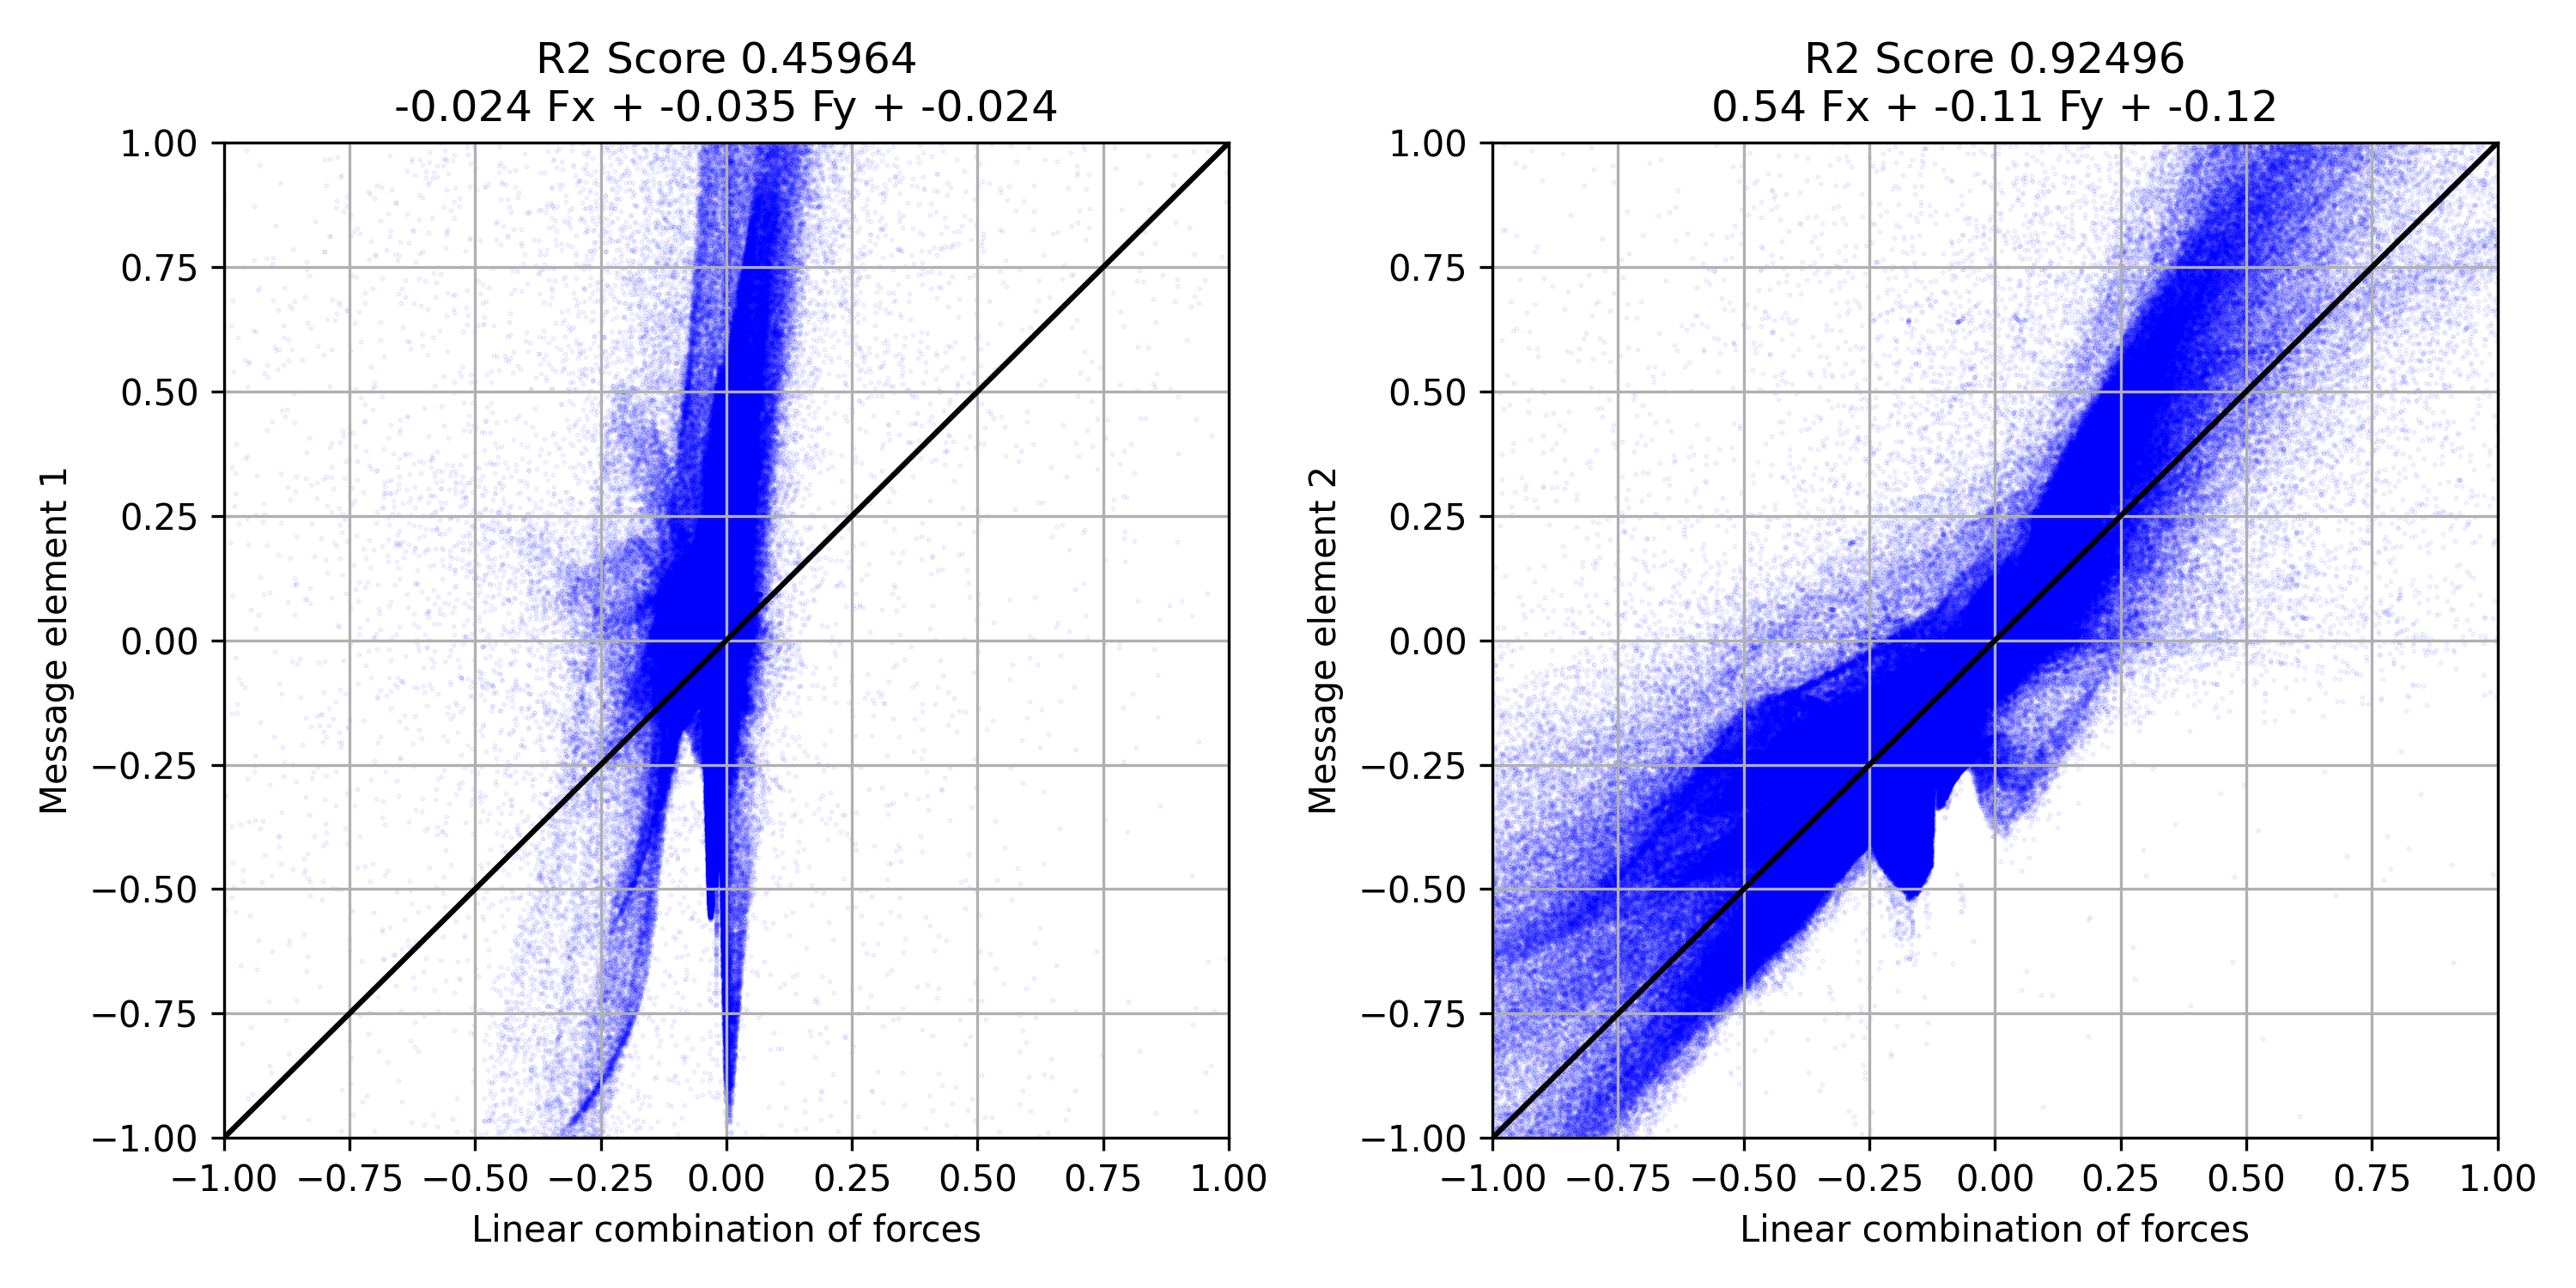 R2 Score 0.45964
-0.024 Fx + -0.035 Fy + -0.024
1.00
0.75
0.50
0.25
0.00
−0.25
−0.50
−0.75
−1.00
Message element 1
−1.00 −0.75 −0.50 −0.25 0.00 0.25 0.50 0.75 1.00
Linear combination of forces
R2 Score 0.92496
0.54 Fx + -0.11 Fy + -0.12
1.00
0.75
0.50
0.25
0.00
−0.25
−0.50
−0.75
−1.00
Message element 2
−1.00 −0.75 −0.50 −0.25 0.00 0.25 0.50 0.75 1.00
Linear combination of forces